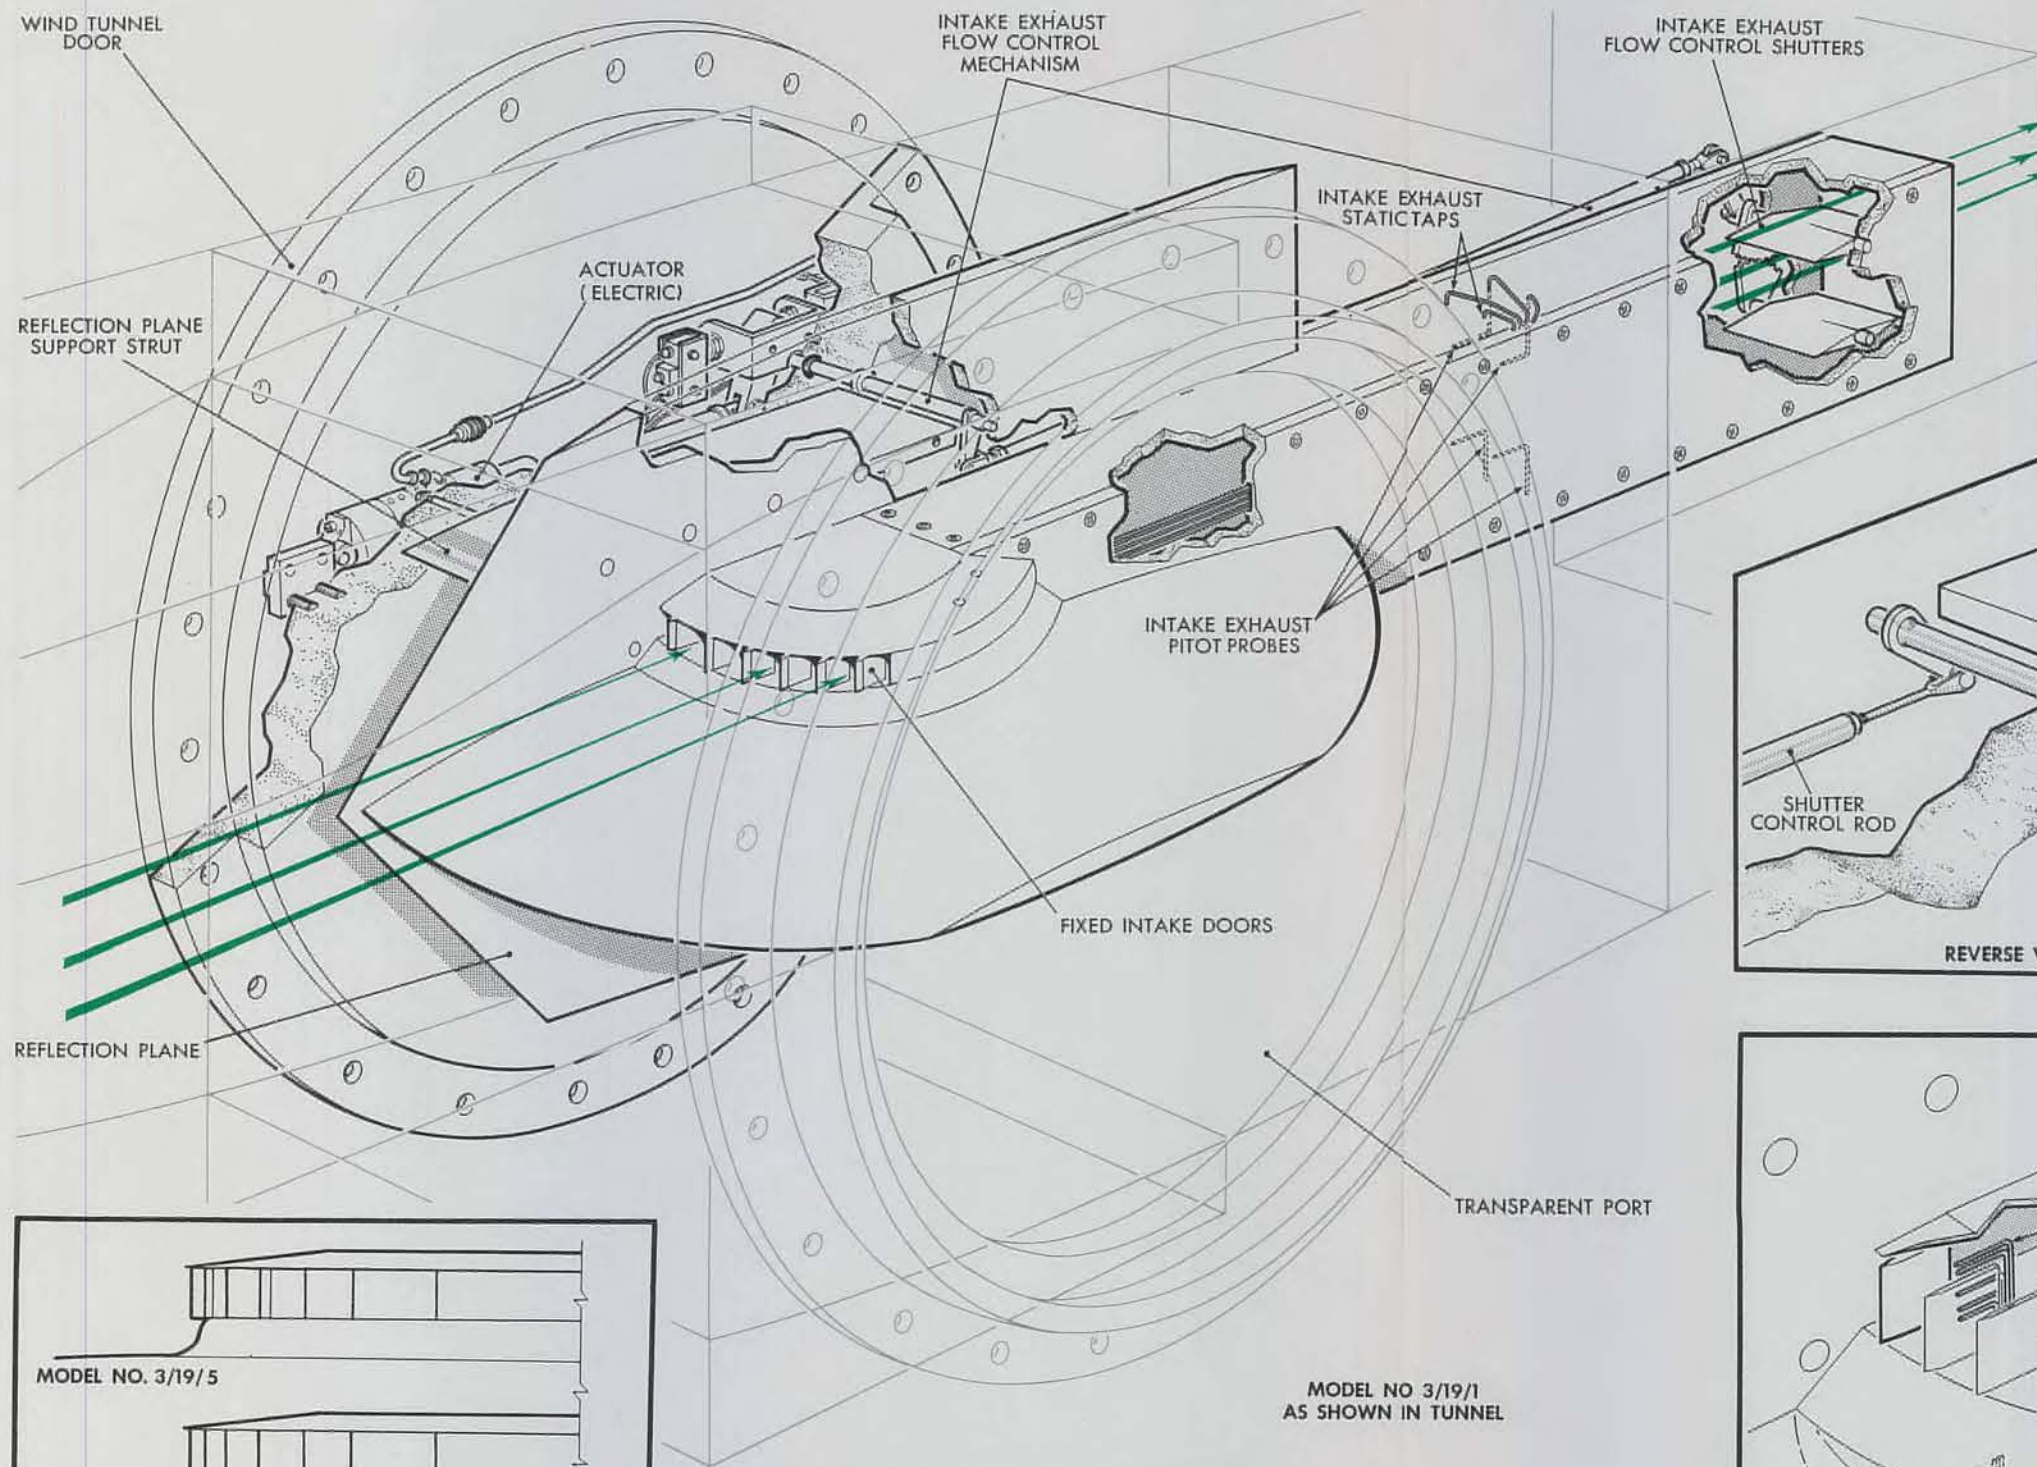 WIND TUNNEL
DOOR
INTAKE EXHAUST
FLOW CONTROL
MECHANISM
INTAKE EXHAUST
FLOW CONTROL SHUTTERS
INTAKE EXHAUST
STATIC TAPS
ACTUATOR
(ELECTRIC)
REFLECTION PLANE
SUPPORT STRUT
INTAKE EXHAUST
PITOT PROBES
SHUTTER
CONTROL ROD
FIXED INTAKE DOORS
REVERSE
REFLECTION PLANE
TRANSPARENT PORT
MODEL NO. 3/19/5
MODEL NO 3/19/1
AS SHOWN IN TUNNEL